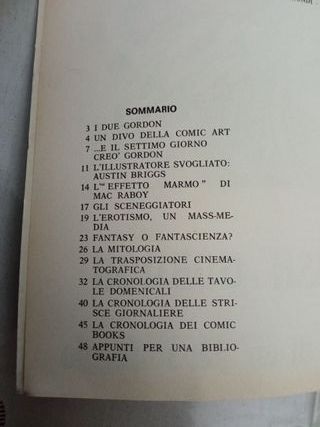 SOMMARIO
3 I DUE GORDON
4 UN DIVO DELLA COMIC ART
7 ...E IL SETTIMO GIORNO
CREO' GORDON
11 L'ILLUSTRATORE SVOGLIATO:
AUSTIN BRIGGS
14 L'"EFFETTO MARMO" DI
MAC RABOY
17 GLI SCENEGGIATORI
19 L'EROTISMO, UN MASS-ME-
DIA
23 FANTASY O FANTASCIENZA?
26 LA MITOLOGIA
29 LA TRASPOSIZIONE CINEMA-
TOGRAFICA
32 LA CRONOLOGIA DELLE TAVO-
LE DOMENICALI
40 LA CRONOLOGIA DELLE STRI-
SCE GIORNALIERE
45 LA CRONOLOGIA DEI COMIC
BOOKS
48 APPUNTI PER UNA BIBLIO-
GRAFIA